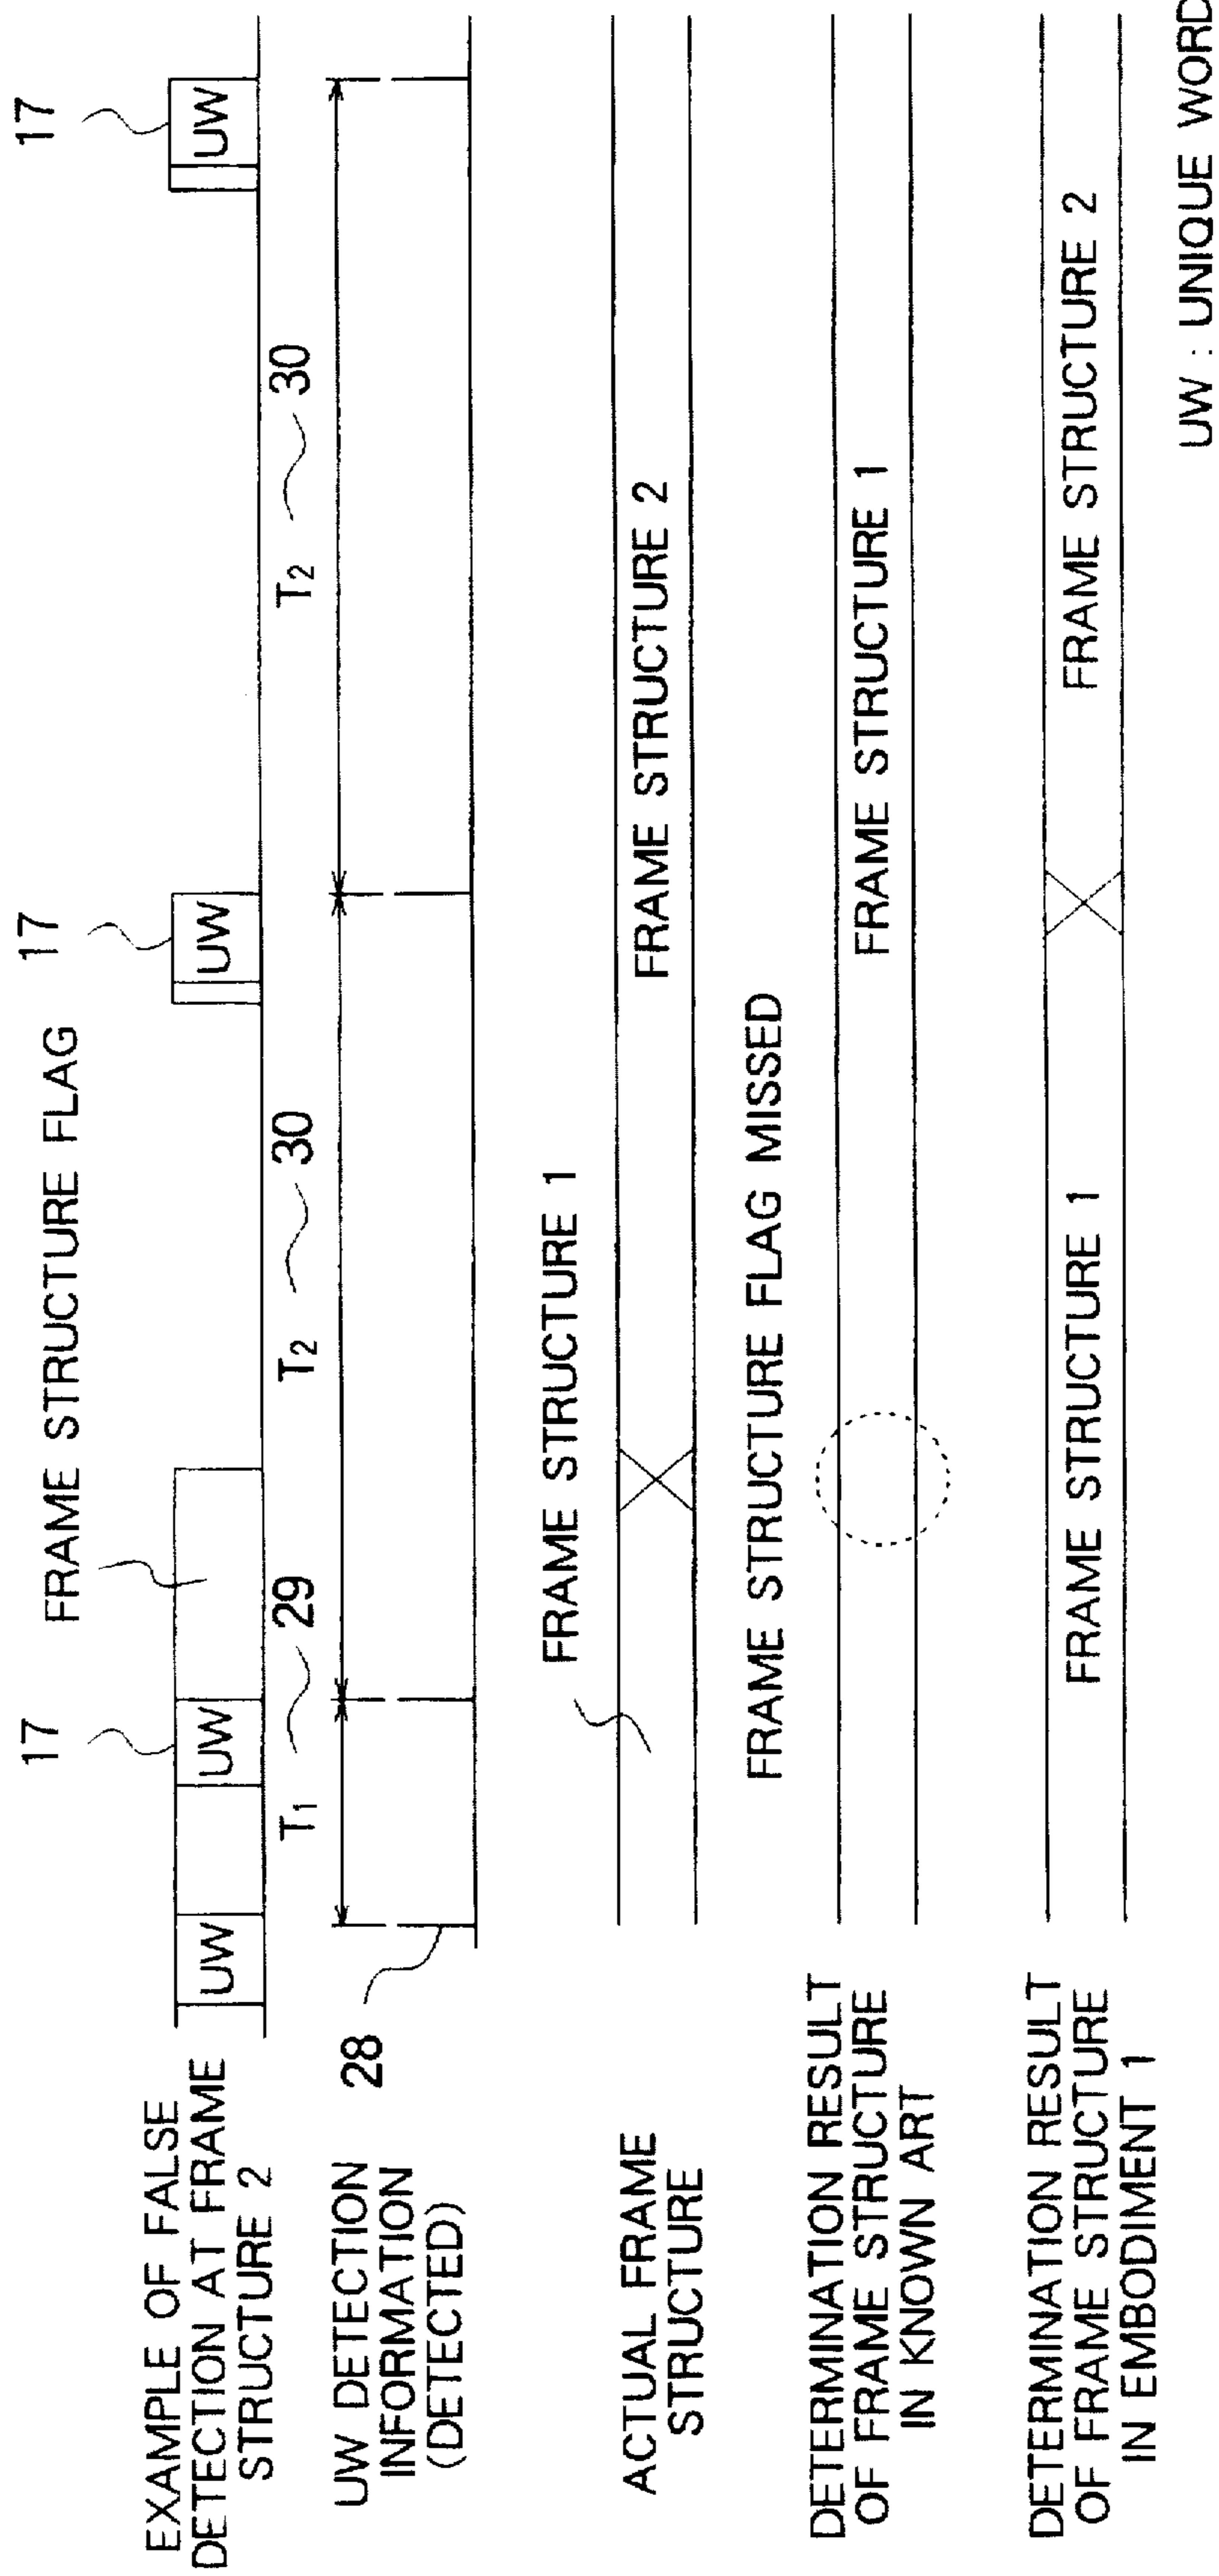 EXAMPLE OF FALSE
DETECTION AT FRAME
STRUCTURE 2
UW
UW
17
FRAME STRUCTURE FLAG
UW
17
UW
17
T1
29
T2
30
T2
30
UW DETECTION
INFORMATION
(DETECTED)
28
ACTUAL FRAME
STRUCTURE
FRAME STRUCTURE 1
FRAME STRUCTURE 2
DETERMINATION RESULT
OF FRAME STRUCTURE
IN KNOWN ART
FRAME STRUCTURE FLAG MISSED
FRAME STRUCTURE 1
DETERMINATION RESULT
OF FRAME STRUCTURE
IN EMBODIMENT 1
FRAME STRUCTURE 1
FRAME STRUCTURE 2
UW : UNIQUE WORD